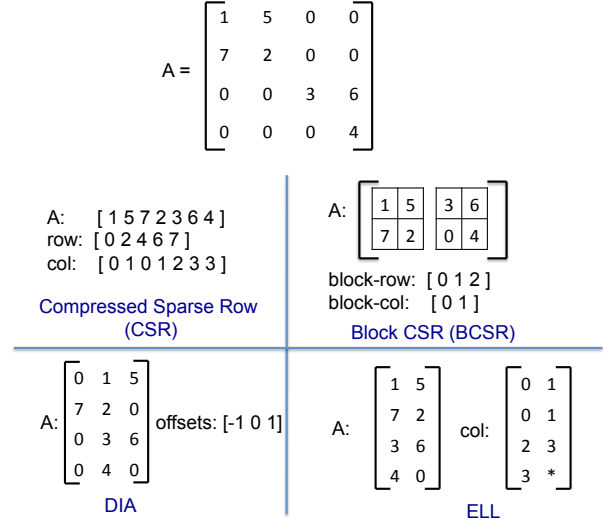 1 5 0 0
7 2 0 0
A =
0 0 3 6
0 0 0 4
A: [ 1 5 7 2 3 6 4 ]
row: [ 0 2 4 6 7 ]
col: [ 0 1 0 1 2 3 3 ]
Compressed Sparse Row
(CSR)
A:
1 5 3 6
7 2 0 4
block-row: [ 0 1 2 ]
block-col: [ 0 1 ]
Block CSR (BCSR)
A:
0 1 5
7 2 0
0 3 6
0 4 0
offsets: [-1 0 1]
DIA
A:
1 5
7 2
3 6
4 0
col:
0 1
0 1
2 3
3 *
ELL